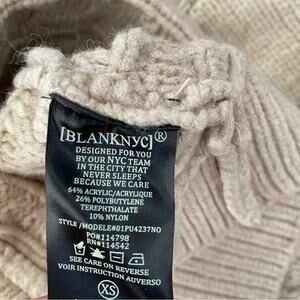 [BLANKNYC]®
DESIGNED FOR YOU
BY OUR NYC TEAM
IN THE CITY THAT
NEVER SLEEPS
BECAUSE WE CARE
64% ACRYLIC/ACRYLIQUE
26% POLYBUTYLENE
TEREPHTHALATE
10% NYLON
STYLE /MODELE#01PU4237NO
PO#114798
RN#114542
SEE CARE ON REVERSE
VOIR INSTRUCTION AUVERSO
XS